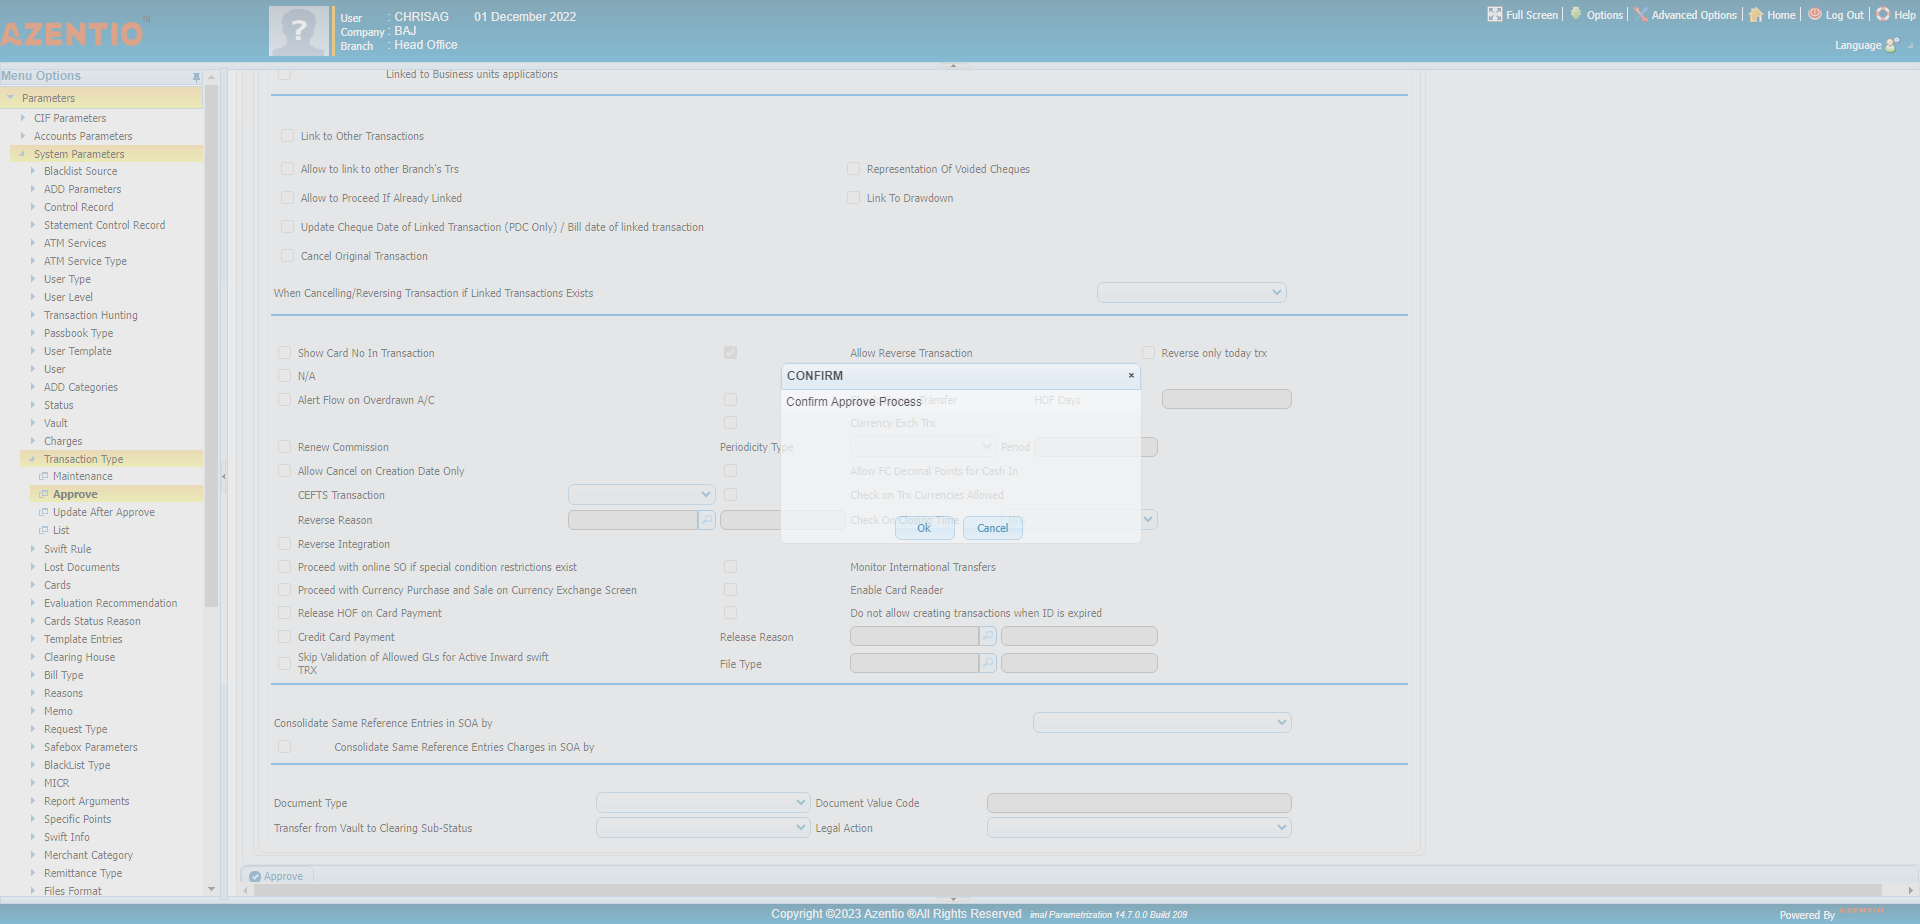 AZENTIO
User : CHRISAG 01 December 2022
Company : BAJ
Branch : Head Office
Full Screen Options Advanced Options Home Log Out Help
Language
Menu Options
Parameters
CIF Parameters
Accounts Parameters
System Parameters
Blacklist Source
ADD Parameters
Control Record
Statement Control Record
ATM Services
ATM Service Type
User Type
User Level
Transaction Hunting
Passbook Type
User Template
User
ADD Categories
Status
Vault
Charges
Transaction Type
Maintenance
Approve
Update After Approve
List
Swift Rule
Lost Documents
Cards
Evaluation Recommendation
Cards Status Reason
Template Entries
Clearing House
Bill Type
Reasons
Memo
Request Type
Safebox Parameters
BlackList Type
MICR
Report Arguments
Specific Points
Swift Info
Merchant Category
Remittance Type
Files Format
Linked to Business units applications
Link to Other Transactions
Allow to link to other Branch's Trs Representation Of Voided Cheques
Allow to Proceed If Already Linked Link To Drawdown
Update Cheque Date of Linked Transaction (PDC Only) / Bill date of linked transaction
Cancel Original Transaction
When Cancelling/Reversing Transaction if Linked Transactions Exists
Show Card No In Transaction Allow Reverse Transaction Reverse only today trx
N/A
CONFIRM
Confirm Approve Process
Ok Cancel
Alert Flow on Overdrawn A/C Transfer HOF Days
Currency Exch Trx
Renew Commission Periodicity Type Period
Allow Cancel on Creation Date Only Allow FC Decimal Points for Cash In
CEFTS Transaction Check on Trx Currencies Allowed
Reverse Reason Check On Closing Time
Reverse Integration
Proceed with online SO if special condition restrictions exist Monitor International Transfers
Proceed with Currency Purchase and Sale on Currency Exchange Screen Enable Card Reader
Release HOF on Card Payment Do not allow creating transactions when ID is expired
Credit Card Payment Release Reason
Skip Validation of Allowed GLs for Active Inward swift
TRX File Type
Consolidate Same Reference Entries in SOA by
Consolidate Same Reference Entries Charges in SOA by
Document Type Document Value Code
Transfer from Vault to Clearing Sub-Status Legal Action
Approve
Copyright ©2023 Azentio ®All Rights Reserved imal Parametrization 14.7.0.0 Build 209
Powered By AZENTIO